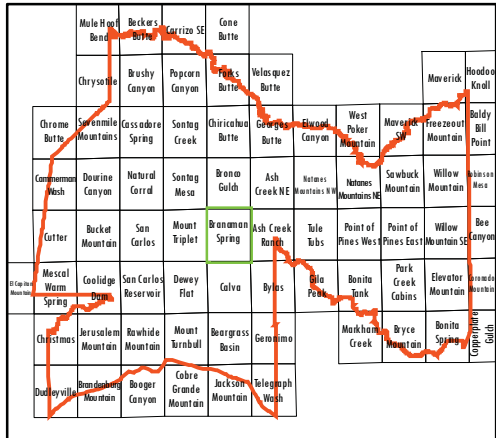 Mule Hoof
Bend
Beckers
Butte
Carrizo SE
Cone
Butte
Chrysotile
Brushy
Canyon
Popcorn
Canyon
Forks
Butte
Velasquez
Butte
Maverick
Hoodoo
Knoll
Chrome
Butte
Sevenmile
Mountains
Cassadore
Spring
Sontag
Creek
Chiricahua
Butte
Georges
Butte
Elwood
Canyon
West
Poker
Mountain
Maverick
SW
Freezeout
Mountain
Baldy
Bill
Point
Cammerman
Wash
Dourine
Canyon
Natural
Corral
Sontag
Mesa
Bronco
Gulch
Ash
Creek NE
Natanes
Mountains NW
Natanes
Mountains NE
Sawbuck
Mountain
Willow
Mountain
Robinson
Mesa
Cutter
Bucket
Mountain
San
Carlos
Mount
Triplet
Branaman
Spring
Ash Creek
Ranch
Tule
Tubs
Point of
Pines West
Point of
Pines East
Willow
Mountain SE
Bee
Canyon
El Capitan
Mountain
Mescal
Warm
Spring
Coolidge
Dam
San Carlos
Reservoir
Dewey
Flat
Calva
Bylas
Gila
Peak
Bonita
Tank
Park
Creek
Cabins
Elevator
Mountain
Coronado
Mountain
Christmas
Jerusalem
Mountain
Rawhide
Mountain
Mount
Turnbull
Beargrass
Basin
Geronimo
Markham
Creek
Bryce
Mountain
Bonita
Spring
Copperplate
Gulch
Dudleyville
Brandenburg
Mountain
Booger
Canyon
Cobre
Grande
Mountain
Jackson
Mountain
Telegraph
Wash